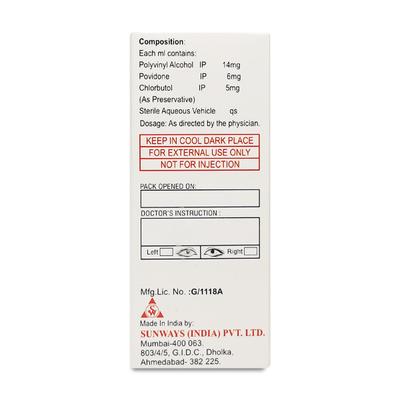 Composition:
Each ml contains:
Polyvinyl Alcohol IP 14mg
Povidone IP 6mg
Chlorbutol IP 5mg
(As Preservative)
Sterile Aqueous Vehicle qs
Dosage: As directed by the physician.
KEEP IN COOL DARK PLACE
FOR EXTERNAL USE ONLY
NOT FOR INJECTION
PACK OPENED ON:
DOCTOR'S INSTRUCTION :
Left Right
Mfg.Lic. No. :G/1118A
Made In India by:
SUNWAYS (INDIA) PVT. LTD.
Mumbai-400 063.
803/4/5, G.I.D.C., Dholka,
Ahmedabad- 382 225.